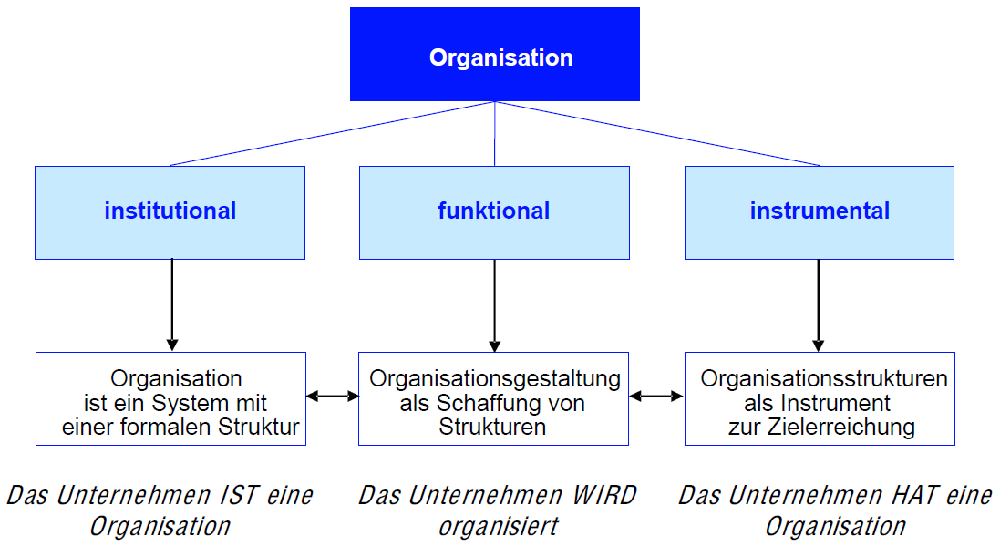 Organisation
institutional
funktional
instrumental
Organisation
ist ein System mit
einer formalen Struktur
Organisationsgestaltung
als Schaffung von
Strukturen
Organisationsstrukturen
als Instrument
zur Zielerreichung
Das Unternehmen IST eine
Organisation
Das Unternehmen WIRD
organisiert
Das Unternehmen HAT eine
Organisation